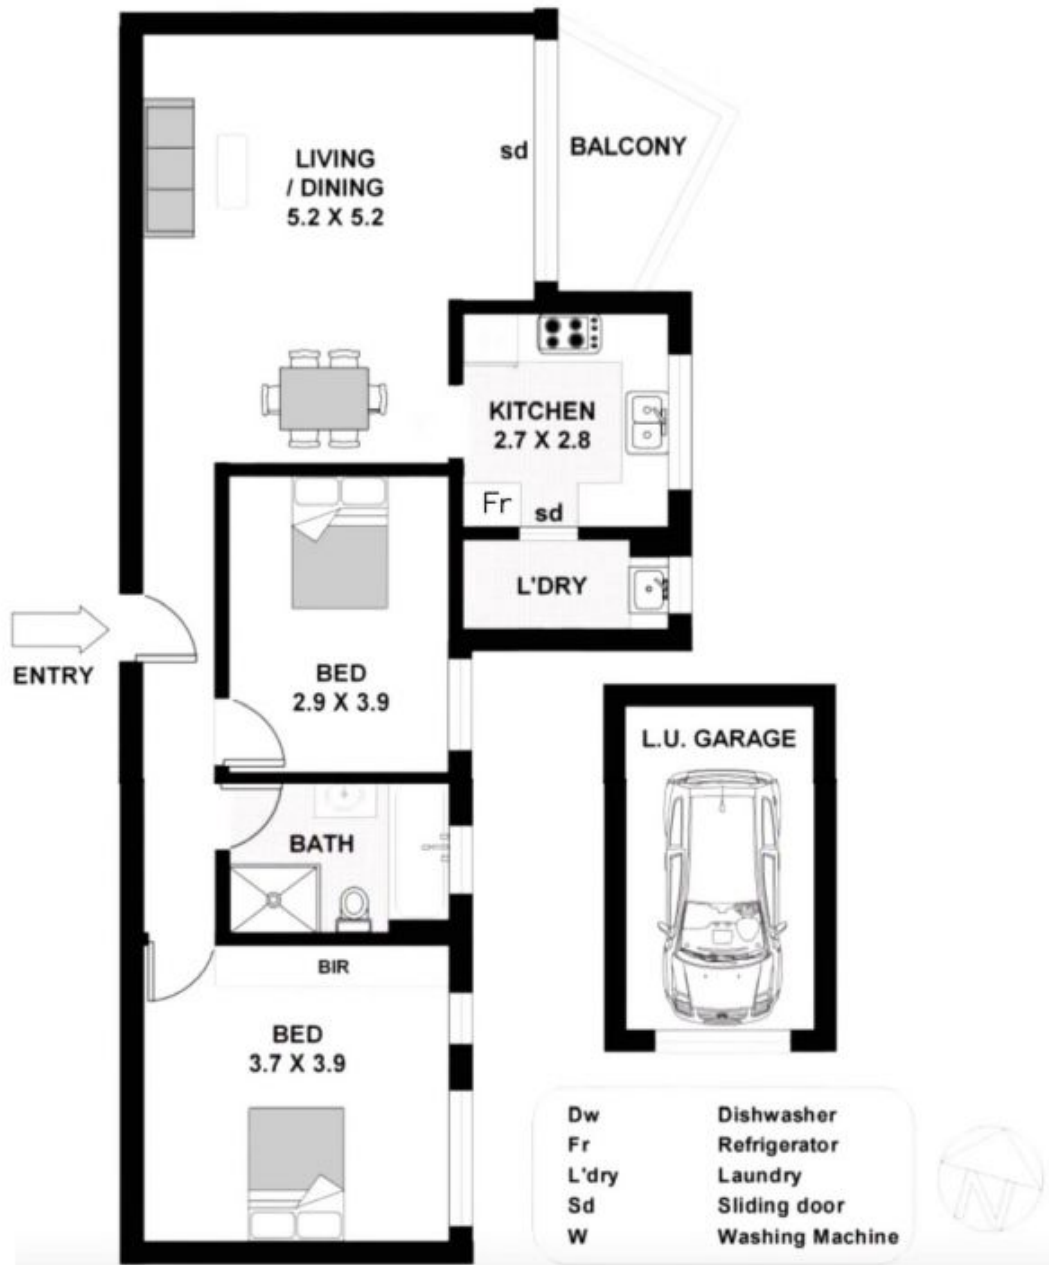 LIVING
/ DINING
5.2 X 5.2
sd
BALCONY
KITCHEN
2.7 X 2.8
Fr
sd
L'DRY
ENTRY
BED
2.9 X 3.9
L.U. GARAGE
BATH
BIR
BED
3.7 X 3.9
Dw Dishwasher
Fr Refrigerator
L'dry Laundry
Sd Sliding door
W Washing Machine
N